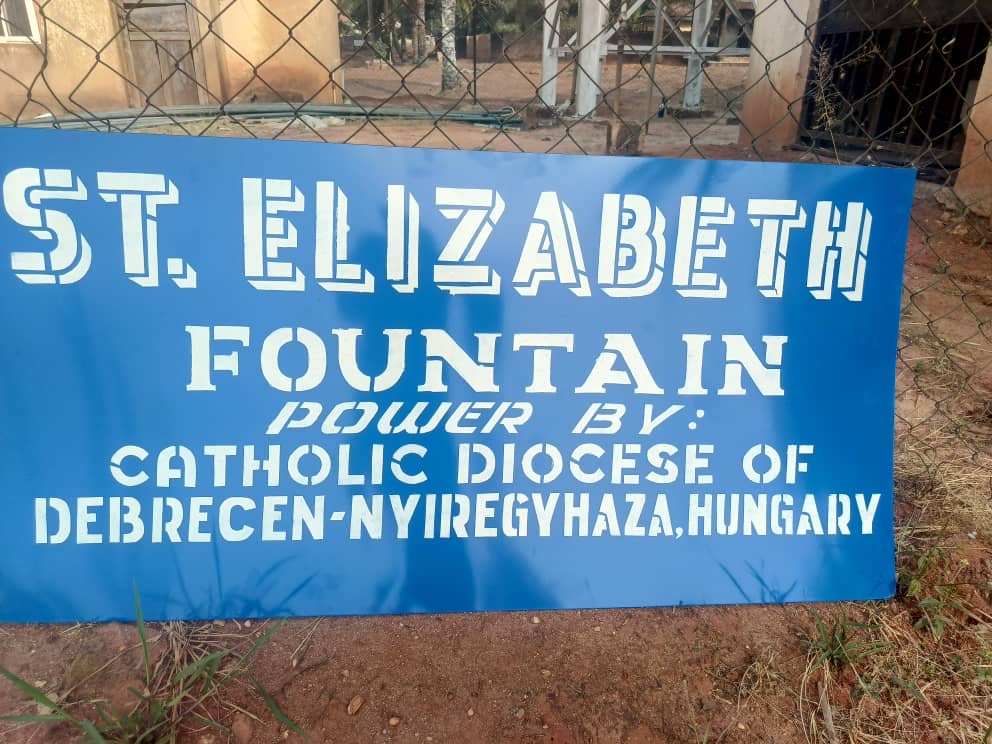 ST. ELIZABETH
FOUNTAIN
POWER BY:
CATHOLIC DIOCESE OF
DEBRECEN-NYIREGYHAZA, HUNGARY